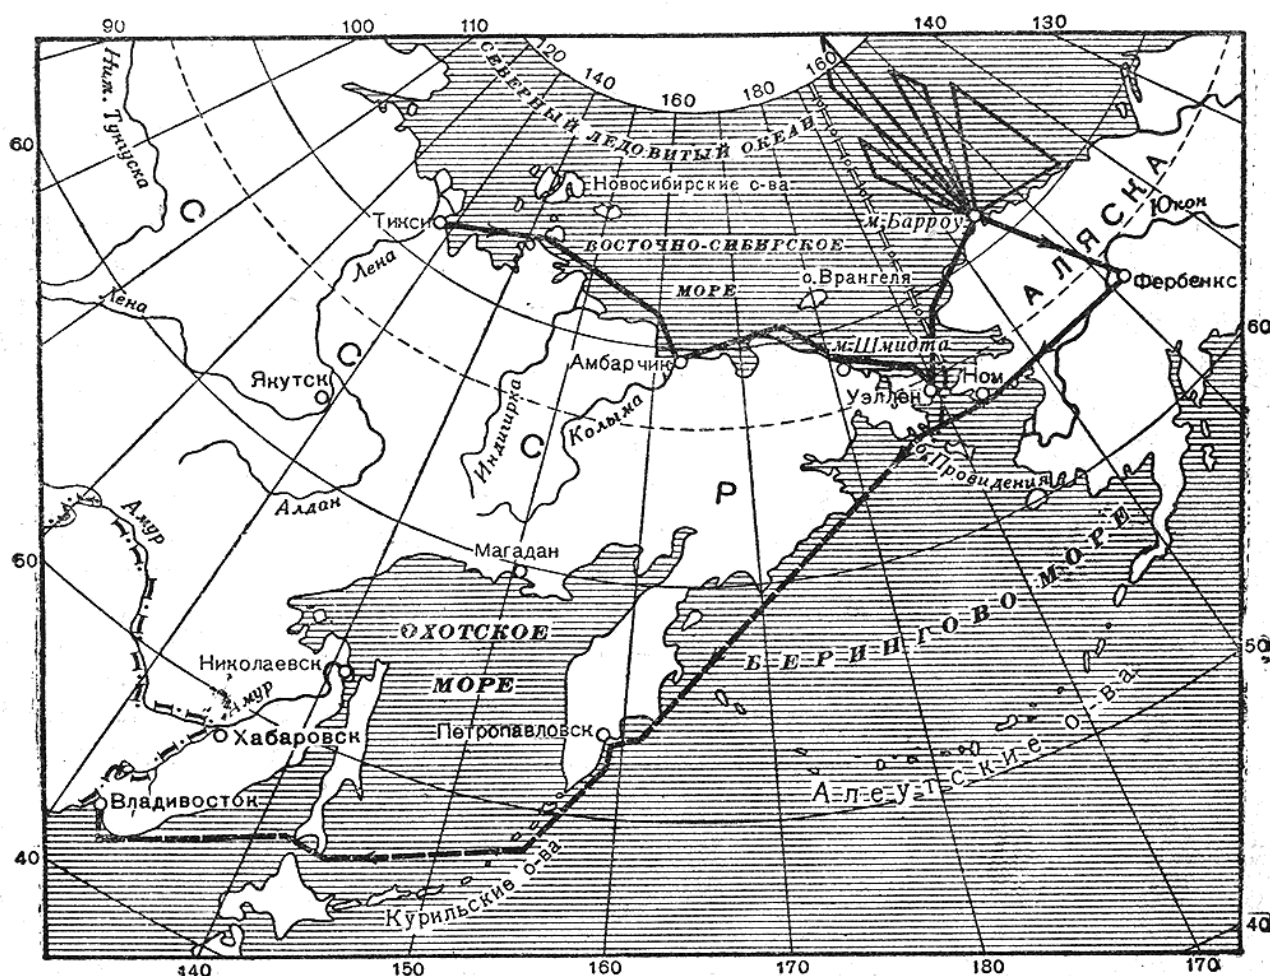 90
100
110
140
130
120
140
160
180
160
Ниж. Тунгуска
СЕВЕРНЫЙ ЛЕДОВИТЫЙ ОКЕАН
60
Новосибирские о-ва
С
Тикси
м. Барроу
АЛЯСКА
Юкон
ВОСТОЧНО-СИБИРСКОЕ
МОРЕ
Лена
Лена
о. Врангеля
Фербенкс
60
м. Шмидта
С
Амбарчик
Ном
Якутск
Уэллен
Индигирка
Колыма
С
б. Провидения
Р
Алдан
Амур
50
Магадан
БЕРИНГОВО МОРЕ
ОХОТСКОЕ
МОРЕ
50
Николаевск
Амур
Хабаровск
Петропавловск
Алеутские о-ва
Владивосток
40
Курильские о-ва
40
140
150
160
170
180
170